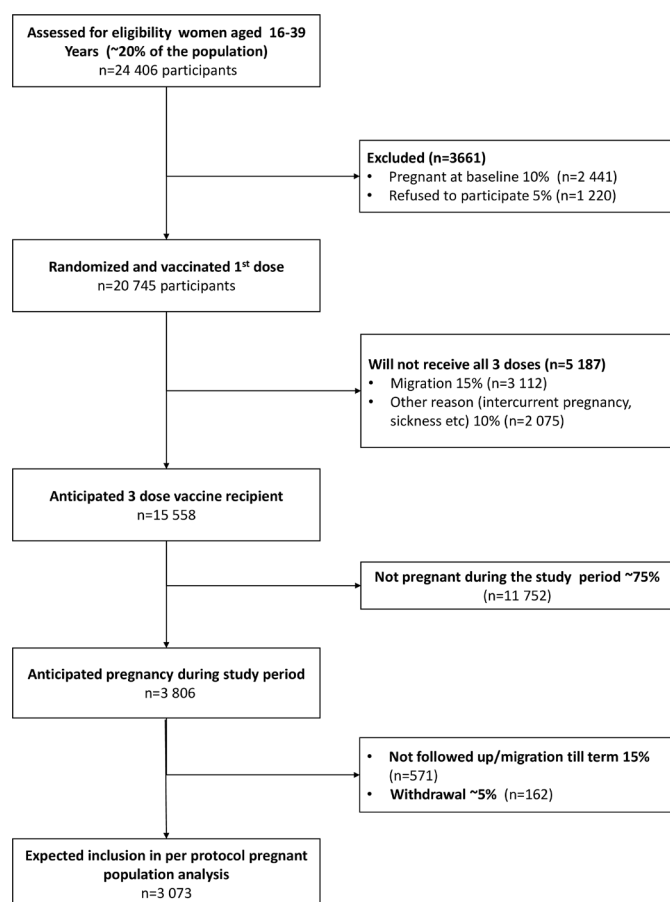 Assessed for eligibility women aged 16-39
Years (~20% of the population)
n=24 406 participants
Excluded (n=3661)
• Pregnant at baseline 10% (n=2 441)
• Refused to participate 5% (n=1 220)
Randomized and vaccinated 1st dose
n=20 745 participants
Will not receive all 3 doses (n=5 187)
• Migration 15% (n=3 112)
• Other reason (intercurrent pregnancy,
sickness etc) 10% (n=2 075)
Anticipated 3 dose vaccine recipient
n=15 558
Not pregnant during the study period ~75%
(n=11 752)
Anticipated pregnancy during study period
n=3 806
• Not followed up/migration till term 15%
(n=571)
• Withdrawal ~5% (n=162)
Expected inclusion in per protocol pregnant
population analysis
n=3 073